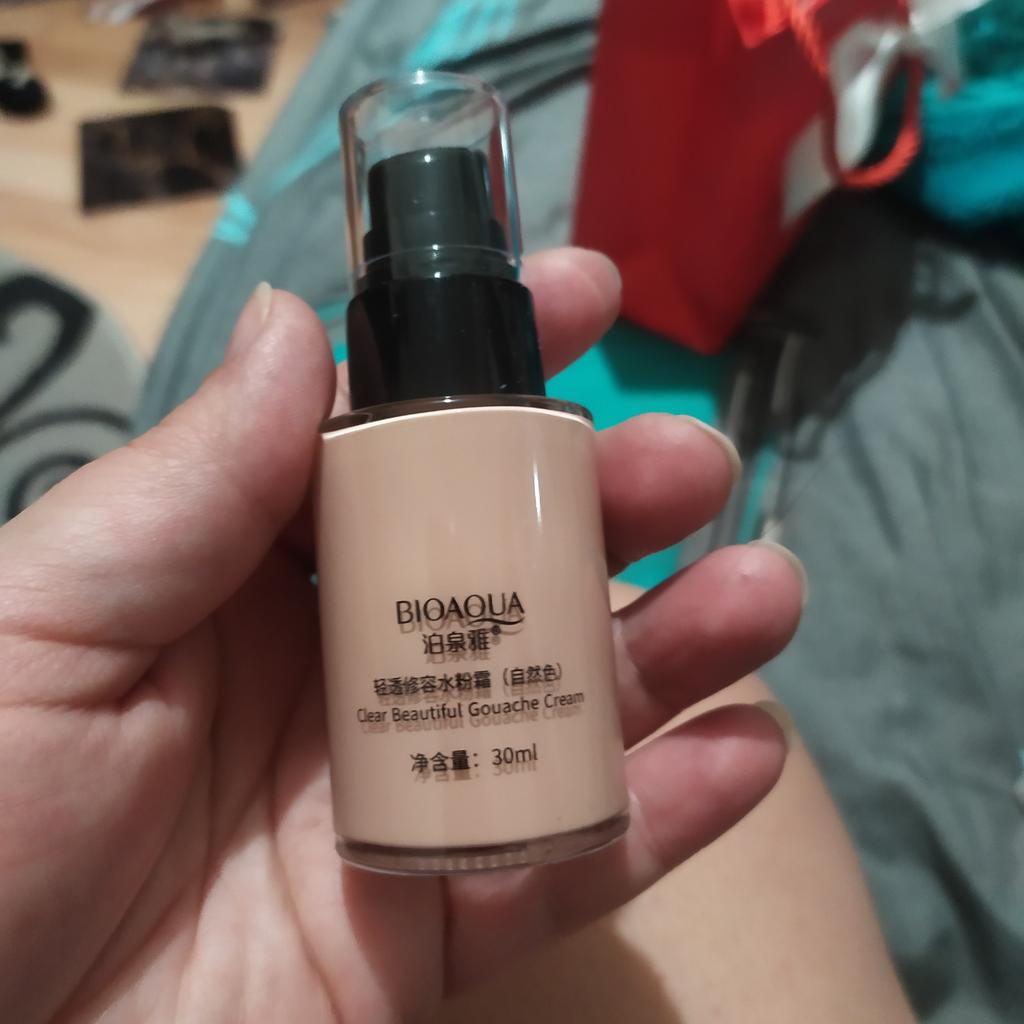 BIOAQUA
泊泉雅®
轻透修容水粉霜（自然色）
Clear Beautiful Gouache Cream
净含量：30ml